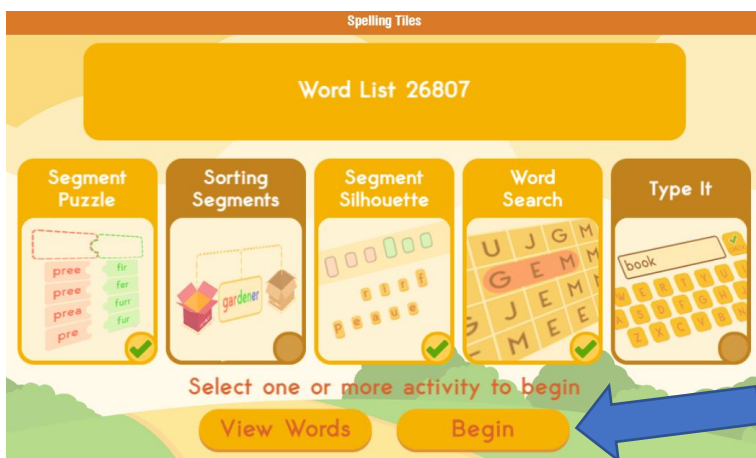 Spelling Tiles
Word List 26807
Segment
Puzzle
pree
pree
prea
pre
fir
fer
furr
fur
Sorting
Segments
gardener
Segment
Silhouette
r i r f
p e a u e
Word
Search
U J G M
G E M M
J E M N
M E E
Type It
book
W E R T Y U
A S D F G H
Z X C V B N
Select one or more activity to begin
View Words
Begin